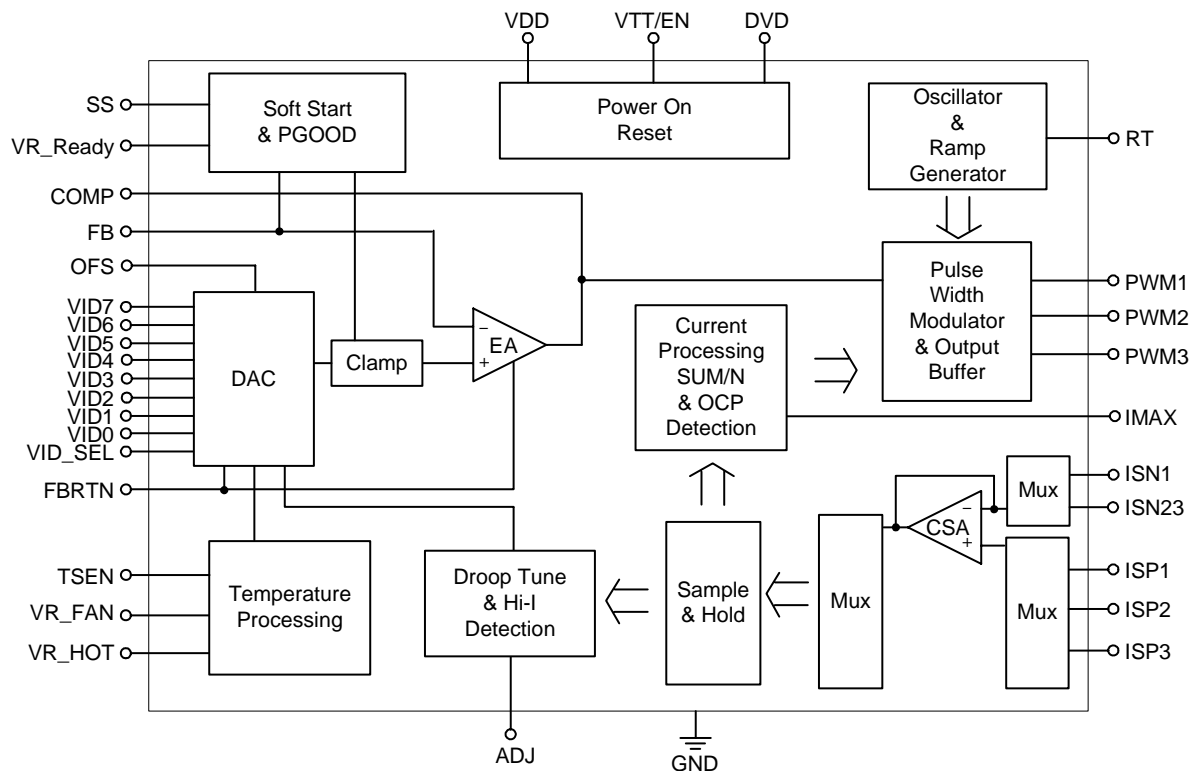 VDD
VTT/EN
DVD
SS
VR_Ready
COMP
FB
OFS
VID7
VID6
VID5
VID4
VID3
VID2
VID1
VID0
VID_SEL
FBRTN
TSEN
VR_FAN
VR_HOT
Soft Start
& PGOOD
Power On
Reset
Oscillator
&
Ramp
Generator
RT
DAC
Clamp
−
EA
+
Current
Processing
SUM/N
& OCP
Detection
Pulse
Width
Modulator
& Output
Buffer
PWM1
PWM2
PWM3
IMAX
Temperature
Processing
Droop Tune
& Hi-I
Detection
Sample
& Hold
Mux
CSA
−
+
Mux
Mux
ISN1
ISN23
ISP1
ISP2
ISP3
ADJ
GND